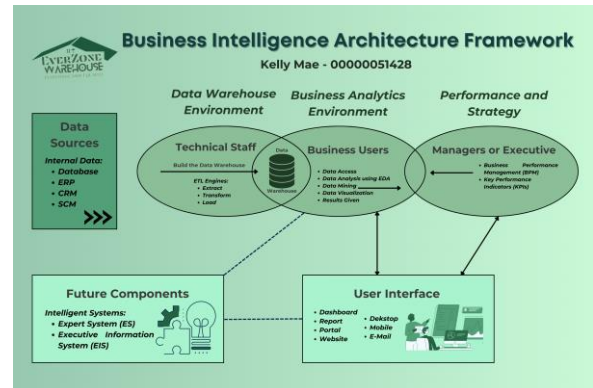 EVERZONE
WAREHOUSE
Business Intelligence Architecture Framework
Kelly Mae - 00000051428
Data Warehouse
Environment
Business Analytics
Environment
Performance and
Strategy
Data
Sources
Internal Data:
• Database
• ERP
• CRM
• SCM
Technical Staff
Build the Data Warehouse
ETL Engines:
• Extract
• Transform
• Load
Data
Warehouse
Business Users
• Data Access
• Data Analysis using EDA
• Data Mining
• Data Visualization
• Results Given
Managers or Executive
• Business Performance
Management (BPM)
• Key Performance
Indicators (KPIs)
Future Components
Intelligent Systems:
• Expert System (ES)
• Executive Information
System (EIS)
User Interface
• Dashboard
• Report
• Portal
• Website
• Dekstop
• Mobile
• E-Mail